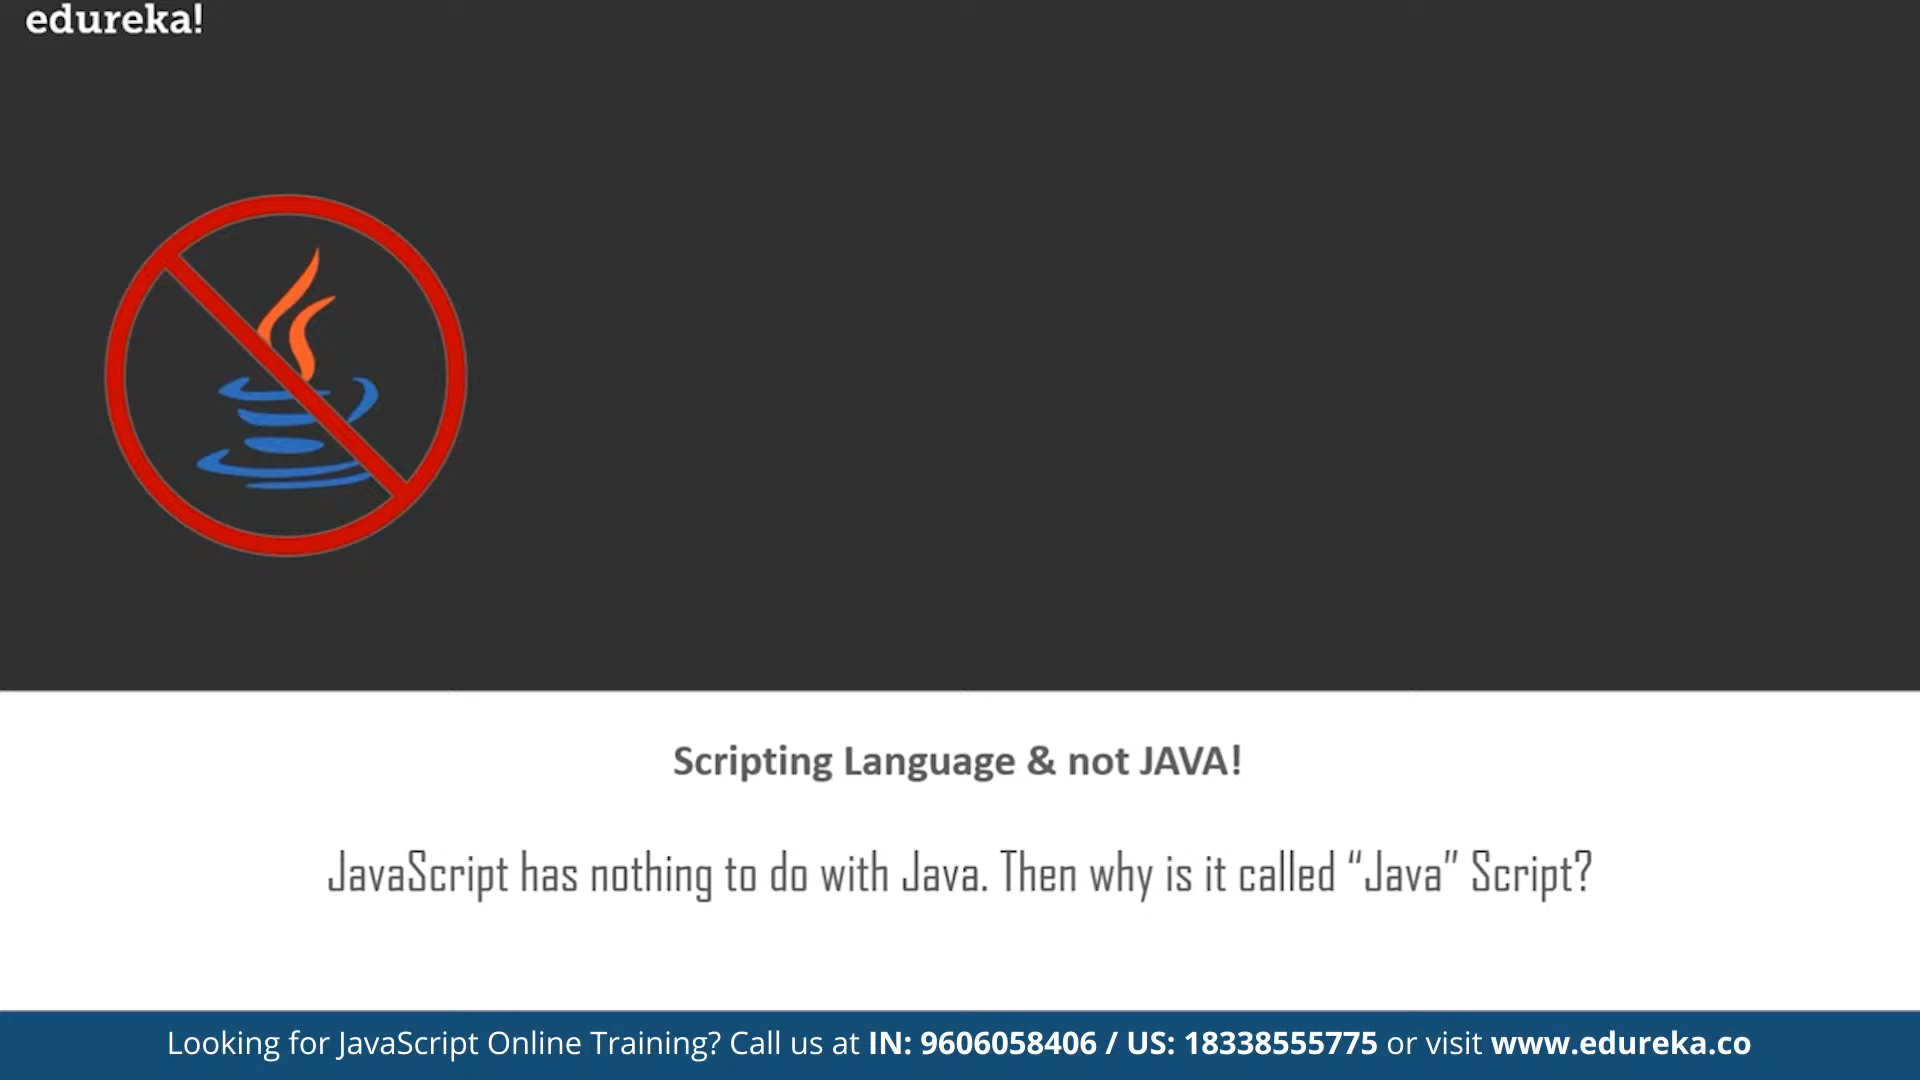 edureka!
Scripting Language & not JAVA!
JavaScript has nothing to do with Java. Then why is it called “Java” Script?
Looking for JavaScript Online Training? Call us at IN: 9606058406 / US: 18338555775 or visit www.edureka.co